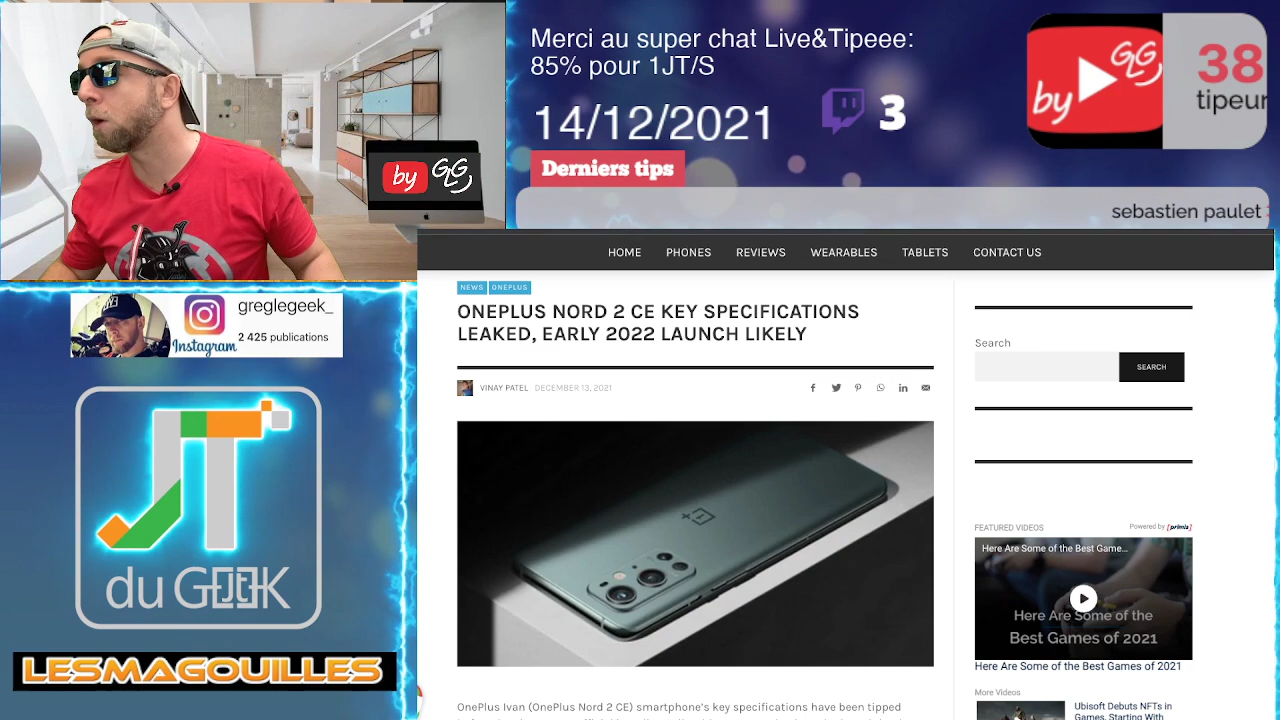 Merci au super chat Live&Tipeee:
85% pour 1JT/S
14/12/2021
3
by GLG
38
tipeur
Derniers tips
sebastien paulet
by GLG
HOME PHONES REVIEWS WEARABLES TABLETS CONTACT US
NEWS ONEPLUS
ONEPLUS NORD 2 CE KEY SPECIFICATIONS
LEAKED, EARLY 2022 LAUNCH LIKELY
VINAY PATEL DECEMBER 13, 2021
OnePlus Ivan (OnePlus Nord 2 CE) smartphone's key specifications have been tipped
Search
SEARCH
FEATURED VIDEOS Powered by [primis]
Here Are Some of the Best Game...
Here Are Some of the
Best Games of 2021
Here Are Some of the Best Games of 2021
More Videos
Ubisoft Debuts NFTs in
Games, Starting With
greglegeek_
2 425 publications
Instagram
JT
du GEEK
LESMAGOUILLES